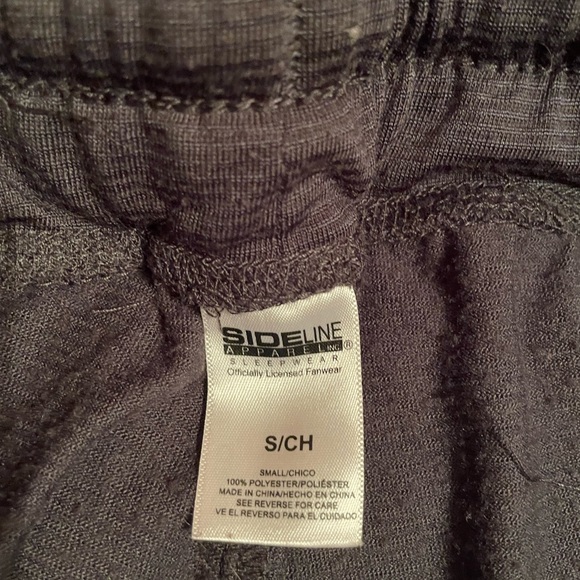 SIDELINE
APPAREL INC.®
SLEEPWEAR
Officially Licensed Fanwear
S/CH
SMALL/CHICO
100% POLYESTER/POLIÉSTER
MADE IN CHINA/HECHO EN CHINA
SEE REVERSE FOR CARE
VE EL REVERSO PARA EL CUIDADO